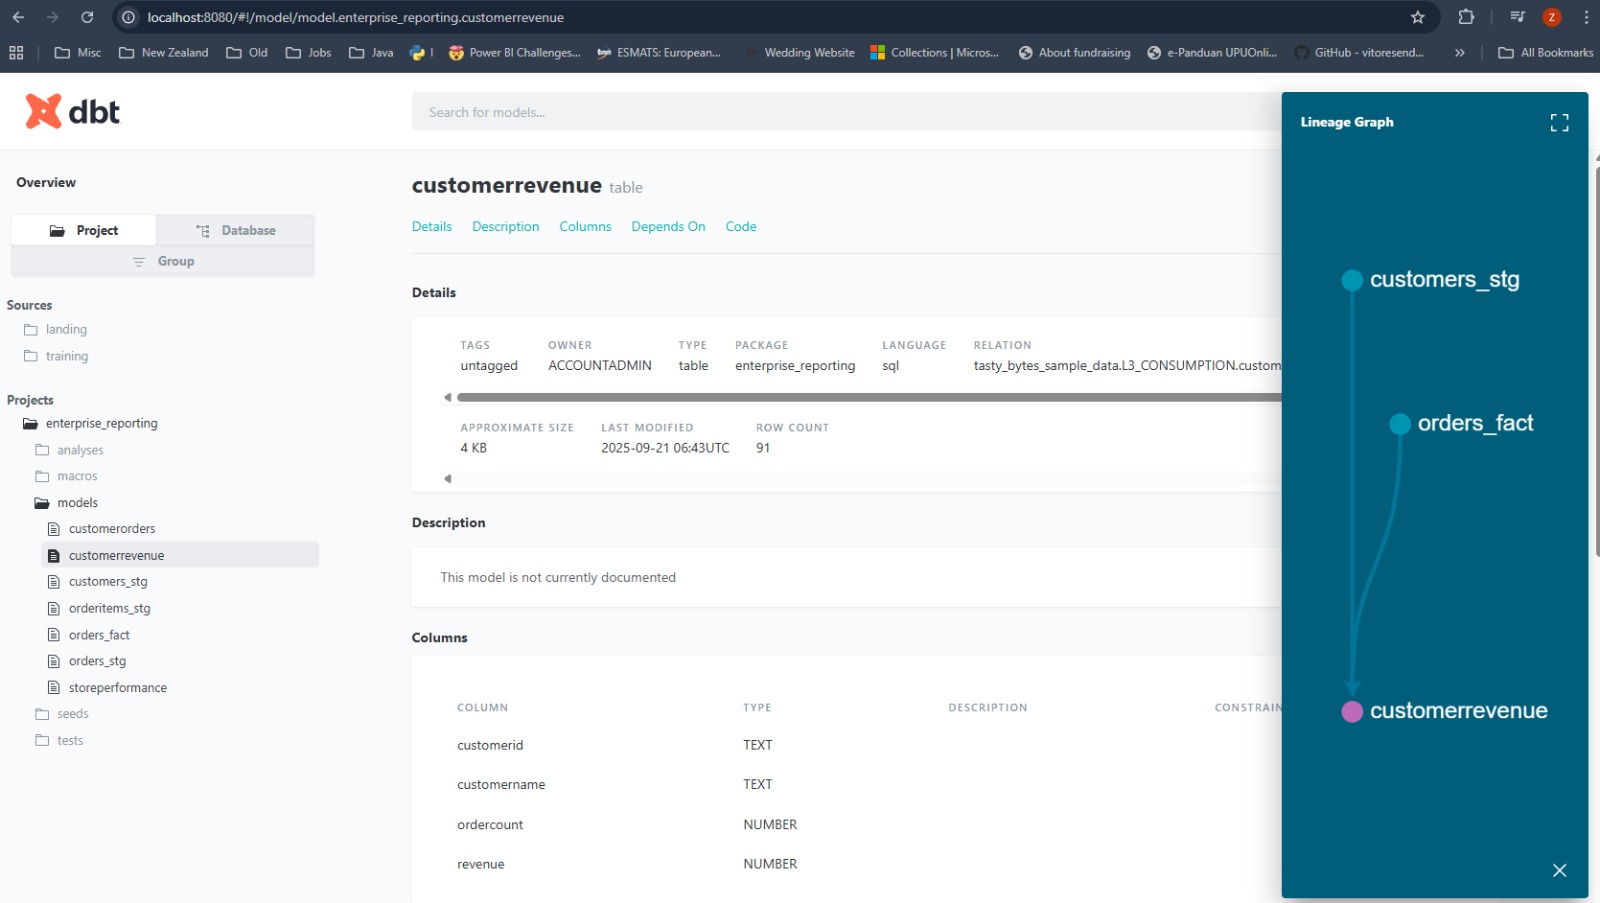 localhost:8080/#!/model/model.enterprise_reporting.customerrevenue
Z
Misc New Zealand Old Jobs Java I Power BI Challenges... ESMATS: European... Wedding Website Collections | Micros... About fundraising e-Panduan UPUOnli... GitHub - vitoresend... » All Bookmarks
dbt
Search for models...
Overview
Project Database
Group
Sources
landing
training
Projects
enterprise_reporting
analyses
macros
models
customerorders
customerrevenue
customers_stg
orderitems_stg
orders_fact
orders_stg
storeperformance
seeds
tests
customerrevenue table
Details Description Columns Depends On Code
Details
TAGS OWNER TYPE PACKAGE LANGUAGE RELATION
untagged ACCOUNTADMIN table enterprise_reporting sql tasty_bytes_sample_data.L3_CONSUMPTION.custom
APPROXIMATE SIZE LAST MODIFIED ROW COUNT
4 KB 2025-09-21 06:43UTC 91
Description
This model is not currently documented
Columns
COLUMN TYPE DESCRIPTION CONSTRAIN
customerid TEXT
customername TEXT
ordercount NUMBER
revenue NUMBER
Lineage Graph
customers_stg
orders_fact
customerrevenue